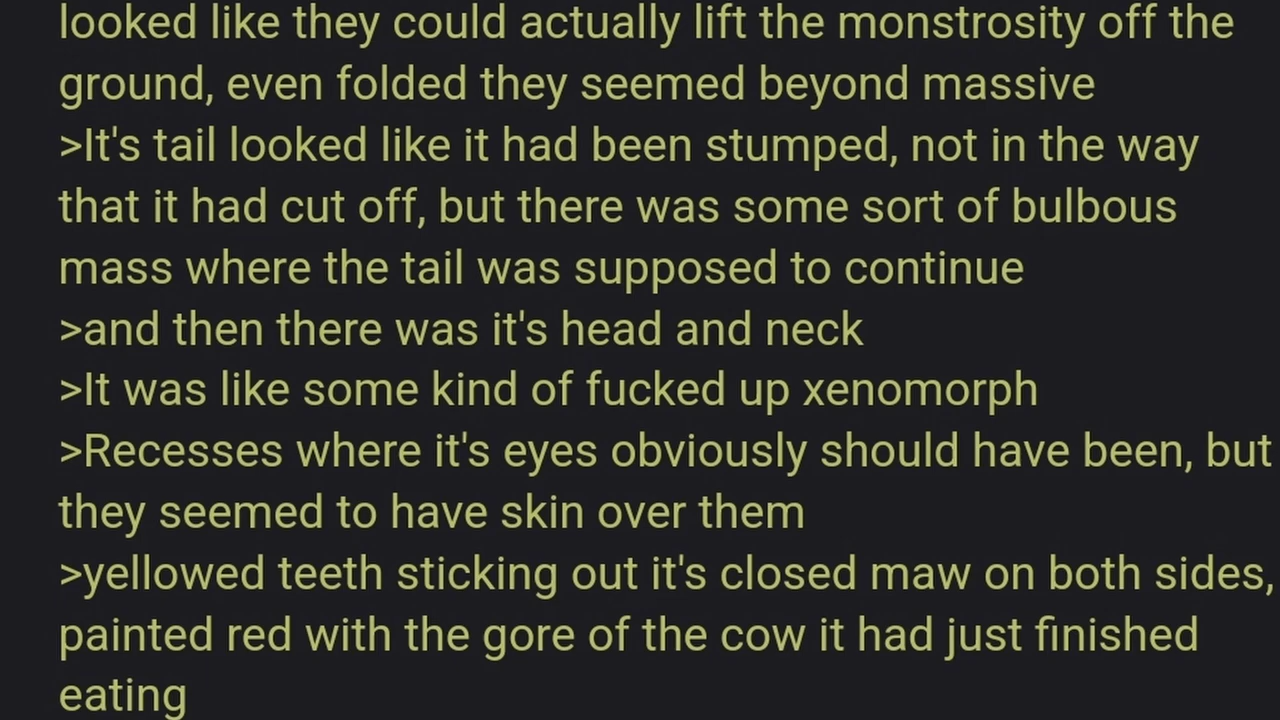 looked like they could actually lift the monstrosity off the
ground, even folded they seemed beyond massive
>It's tail looked like it had been stumped, not in the way
that it had cut off, but there was some sort of bulbous
mass where the tail was supposed to continue
>and then there was it's head and neck
>It was like some kind of fucked up xenomorph
>Recesses where it's eyes obviously should have been, but
they seemed to have skin over them
>yellowed teeth sticking out it's closed maw on both sides,
painted red with the gore of the cow it had just finished
eating